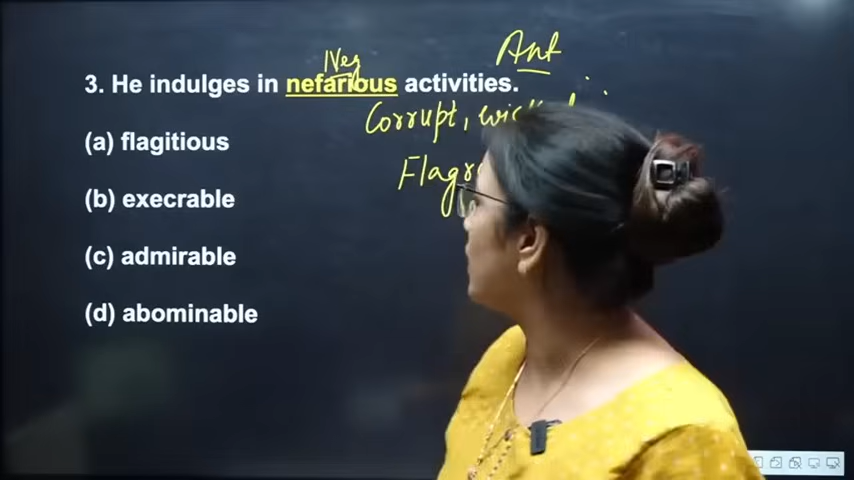 Neg
Ant
3. He indulges in nefarious activities.
Corrupt,
(a) flagitious
(b) execrable
(c) admirable
(d) abominable